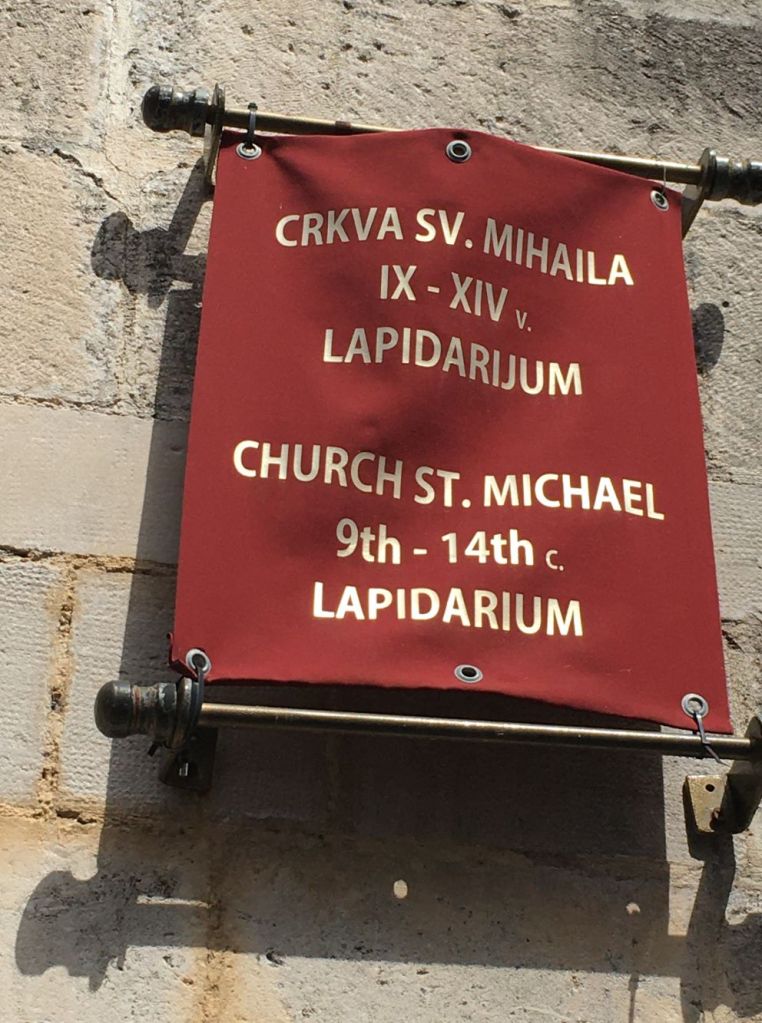 CRKVA SV. MIHAILA
IX - XIV v.
LAPIDARIJUM
CHURCH ST. MICHAEL
9th - 14th c.
LAPIDARIUM